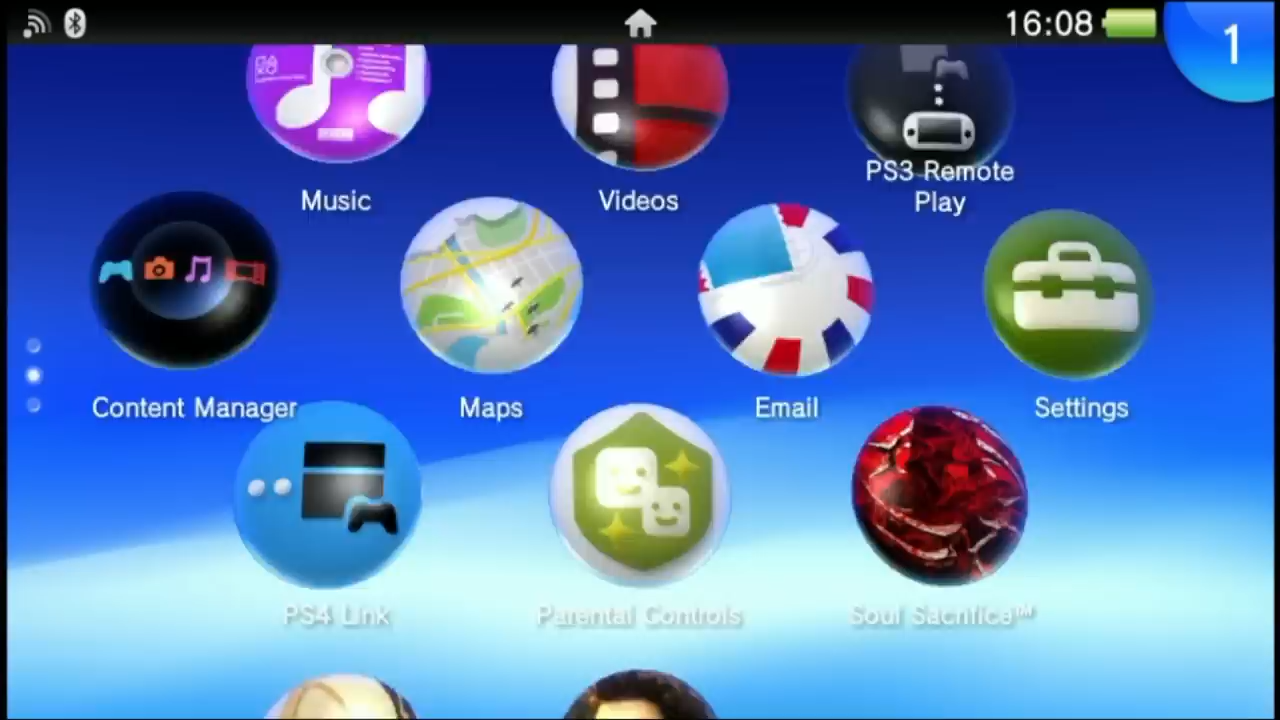 16:08
1
Music
Videos
PS3 Remote
Play
Content Manager
Maps
Email
Settings
PS4 Link
Parental Controls
Soul Sacrifice™